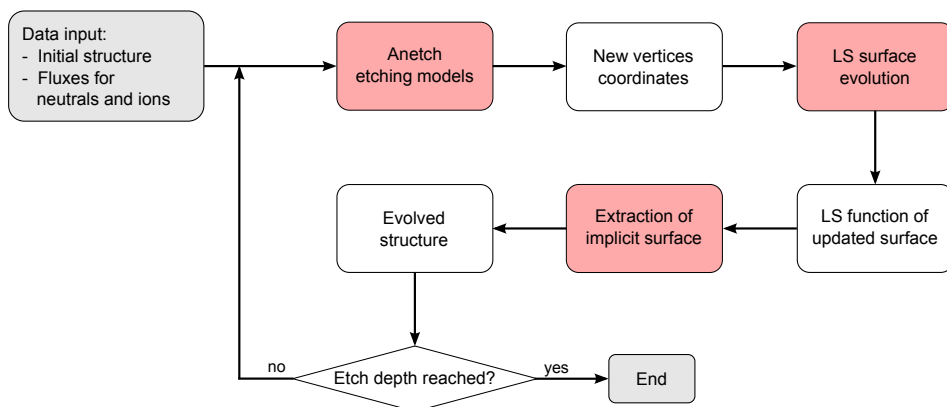 Data input:
- Initial structure
- Fluxes for
neutrals and ions
Anetch
etching models
New vertices
coordinates
LS surface
evolution
LS function of
updated surface
Extraction of
implicit surface
Evolved
structure
Etch depth reached?
no
yes
End